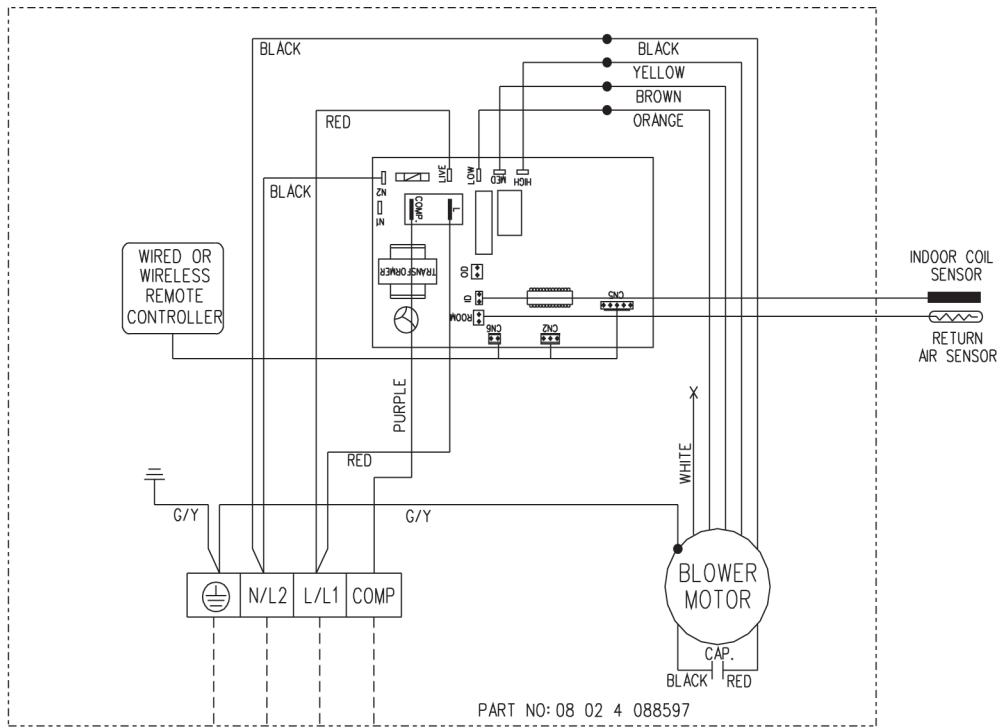 BLACK
BLACK
YELLOW
BROWN
ORANGE
RED
BLACK
LIVE
LOW
MED
HIGH
N2
N1
COMP.
L
TRANSFORMER
OD
ID
ROOM
CN5
CN6
CN2
WIRED OR
WIRELESS
REMOTE
CONTROLLER
INDOOR COIL
SENSOR
RETURN
AIR SENSOR
PURPLE
RED
WHITE
G/Y
G/Y
N/L2
L/L1
COMP
BLOWER
MOTOR
CAP.
BLACK
RED
PART NO: 08 02 4 088597